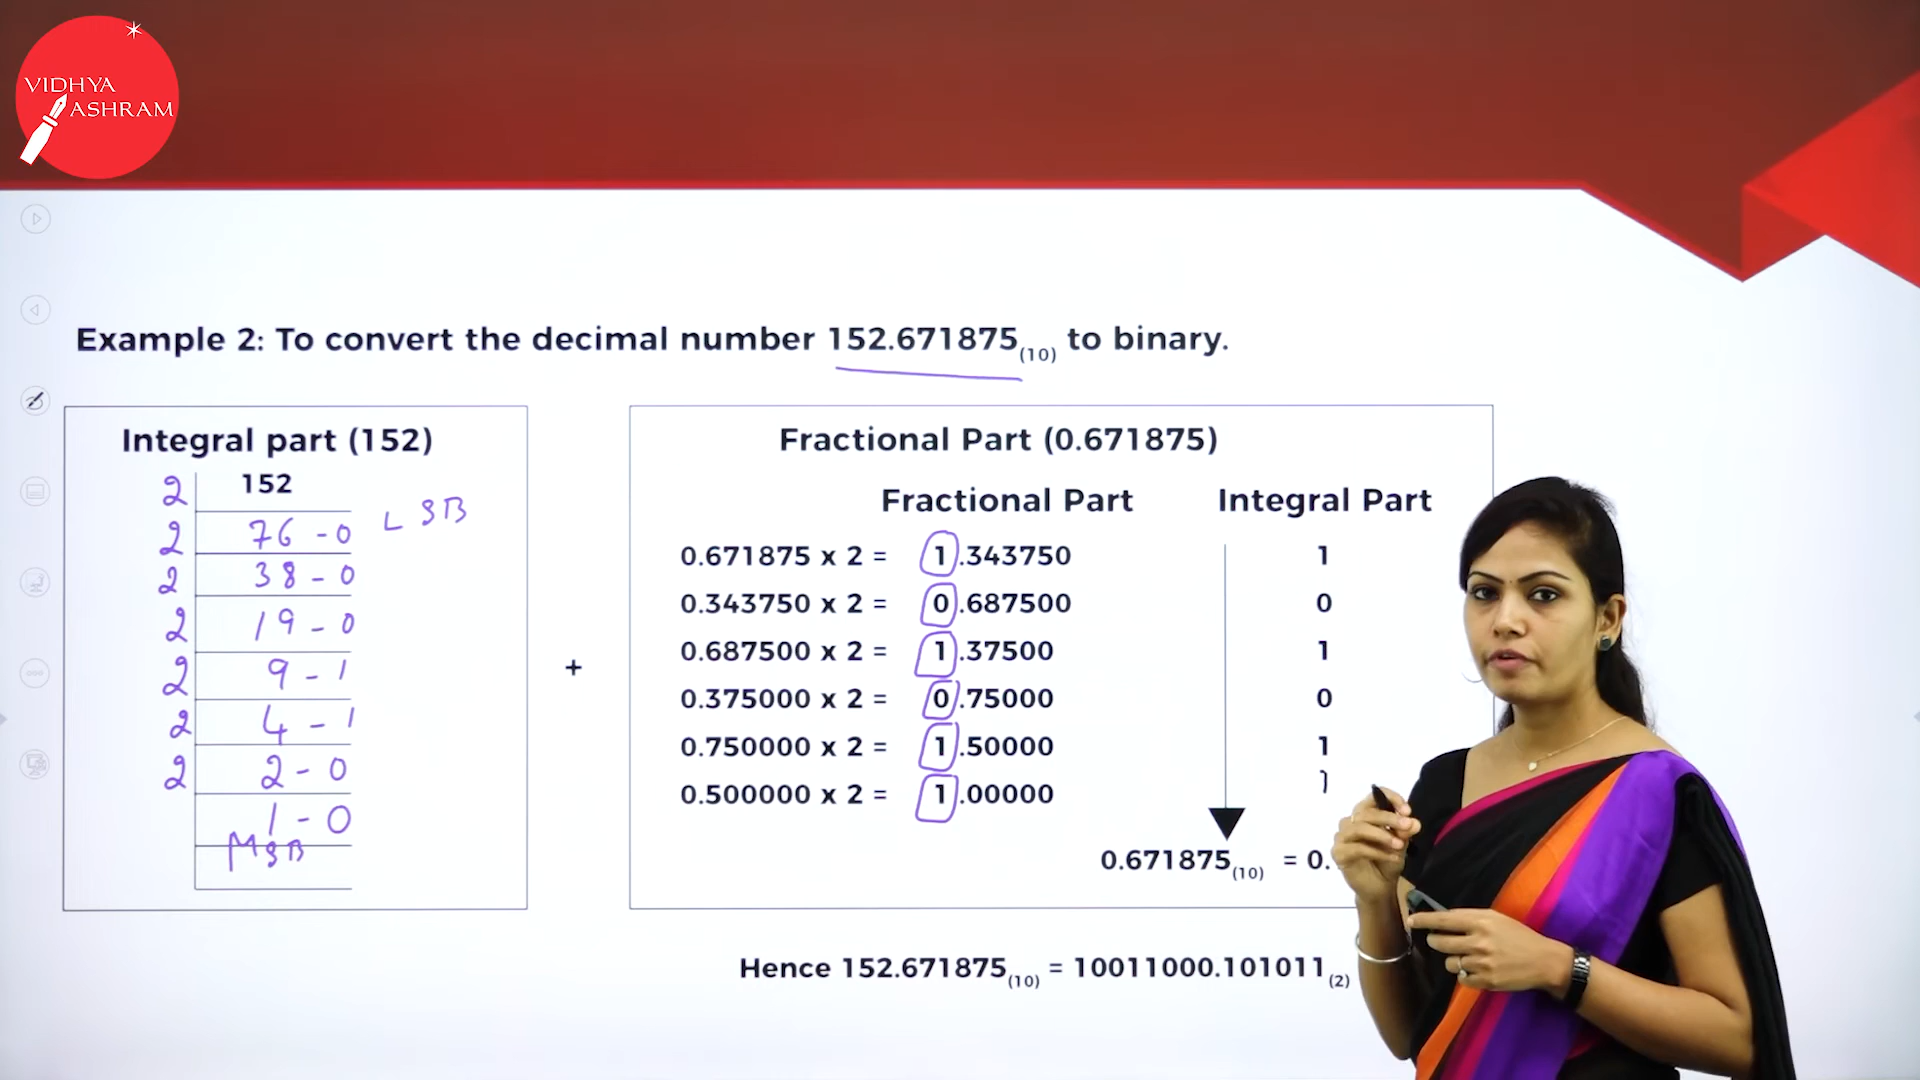 VIDHYA
ASHRAM
Example 2: To convert the decimal number 152.671875(10) to binary.
Integral part (152)
2 152
2 76 - 0 LSB
2 38 - 0
2 19 - 0
2 9 - 1
2 4 - 1
2 2 - 0
1 - 0
MSB
+
Fractional Part (0.671875)
Fractional Part Integral Part
0.671875 x 2 = 1.343750 1
0.343750 x 2 = 0.687500 0
0.687500 x 2 = 1.37500 1
0.375000 x 2 = 0.75000 0
0.750000 x 2 = 1.50000 1
0.500000 x 2 = 1.00000 1
0.671875(10) = 0.
Hence 152.671875(10) = 10011000.101011(2)